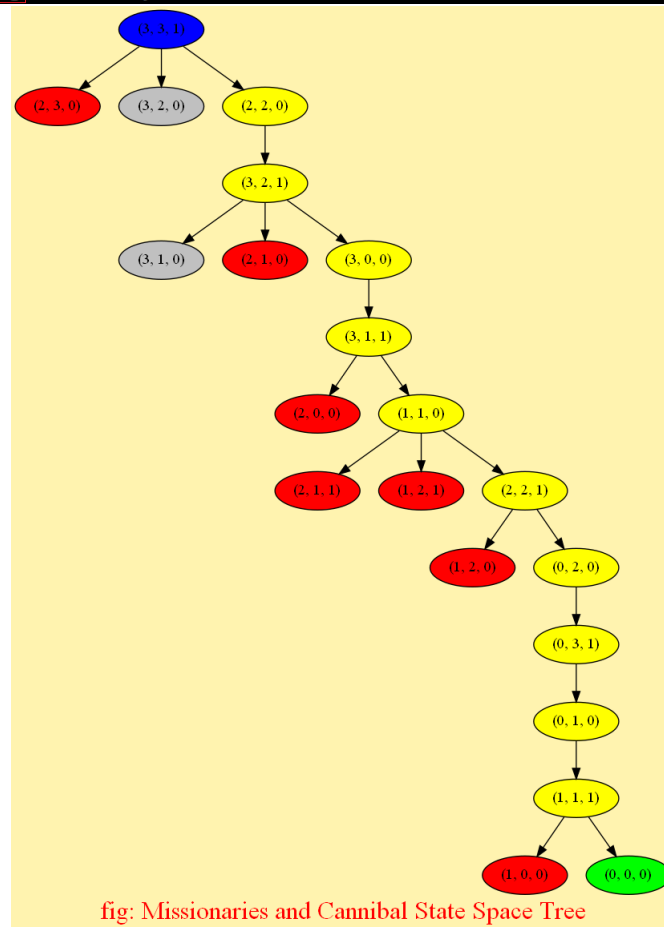 (3, 3, 1)
(2, 3, 0) (3, 2, 0) (2, 2, 0)
(3, 2, 1)
(3, 1, 0) (2, 1, 0) (3, 0, 0)
(3, 1, 1)
(2, 0, 0) (1, 1, 0)
(2, 1, 1) (1, 2, 1) (2, 2, 1)
(1, 2, 0) (0, 2, 0)
(0, 3, 1)
(0, 1, 0)
(1, 1, 1)
(1, 0, 0) (0, 0, 0)
fig: Missionaries and Cannibal State Space Tree